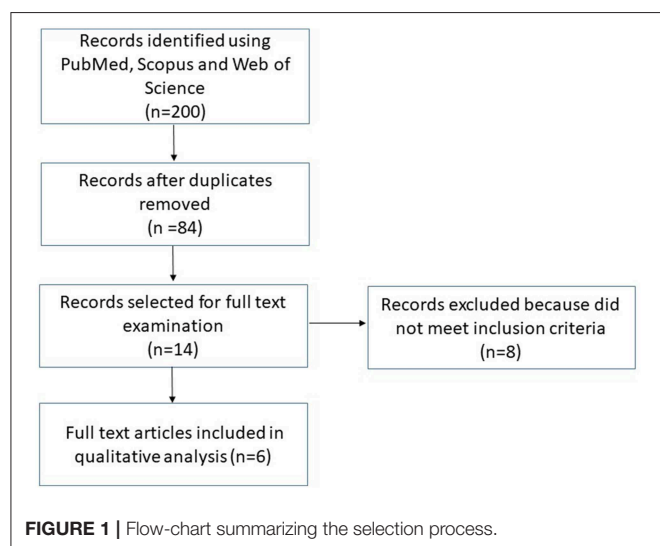 Records identified using
PubMed, Scopus and Web of
Science
(n=200)
Records after duplicates
removed
(n =84)
Records selected for full text
examination
(n=14)
Records excluded because did
not meet inclusion criteria
(n=8)
Full text articles included in
qualitative analysis (n=6)
FIGURE 1 | Flow-chart summarizing the selection process.